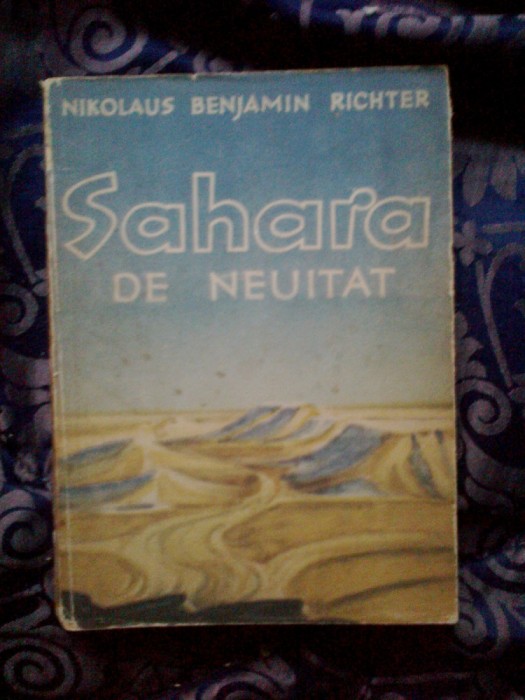 NIKOLAUS BENJAMIN RICHTER
Sahara
DE NEUITAT